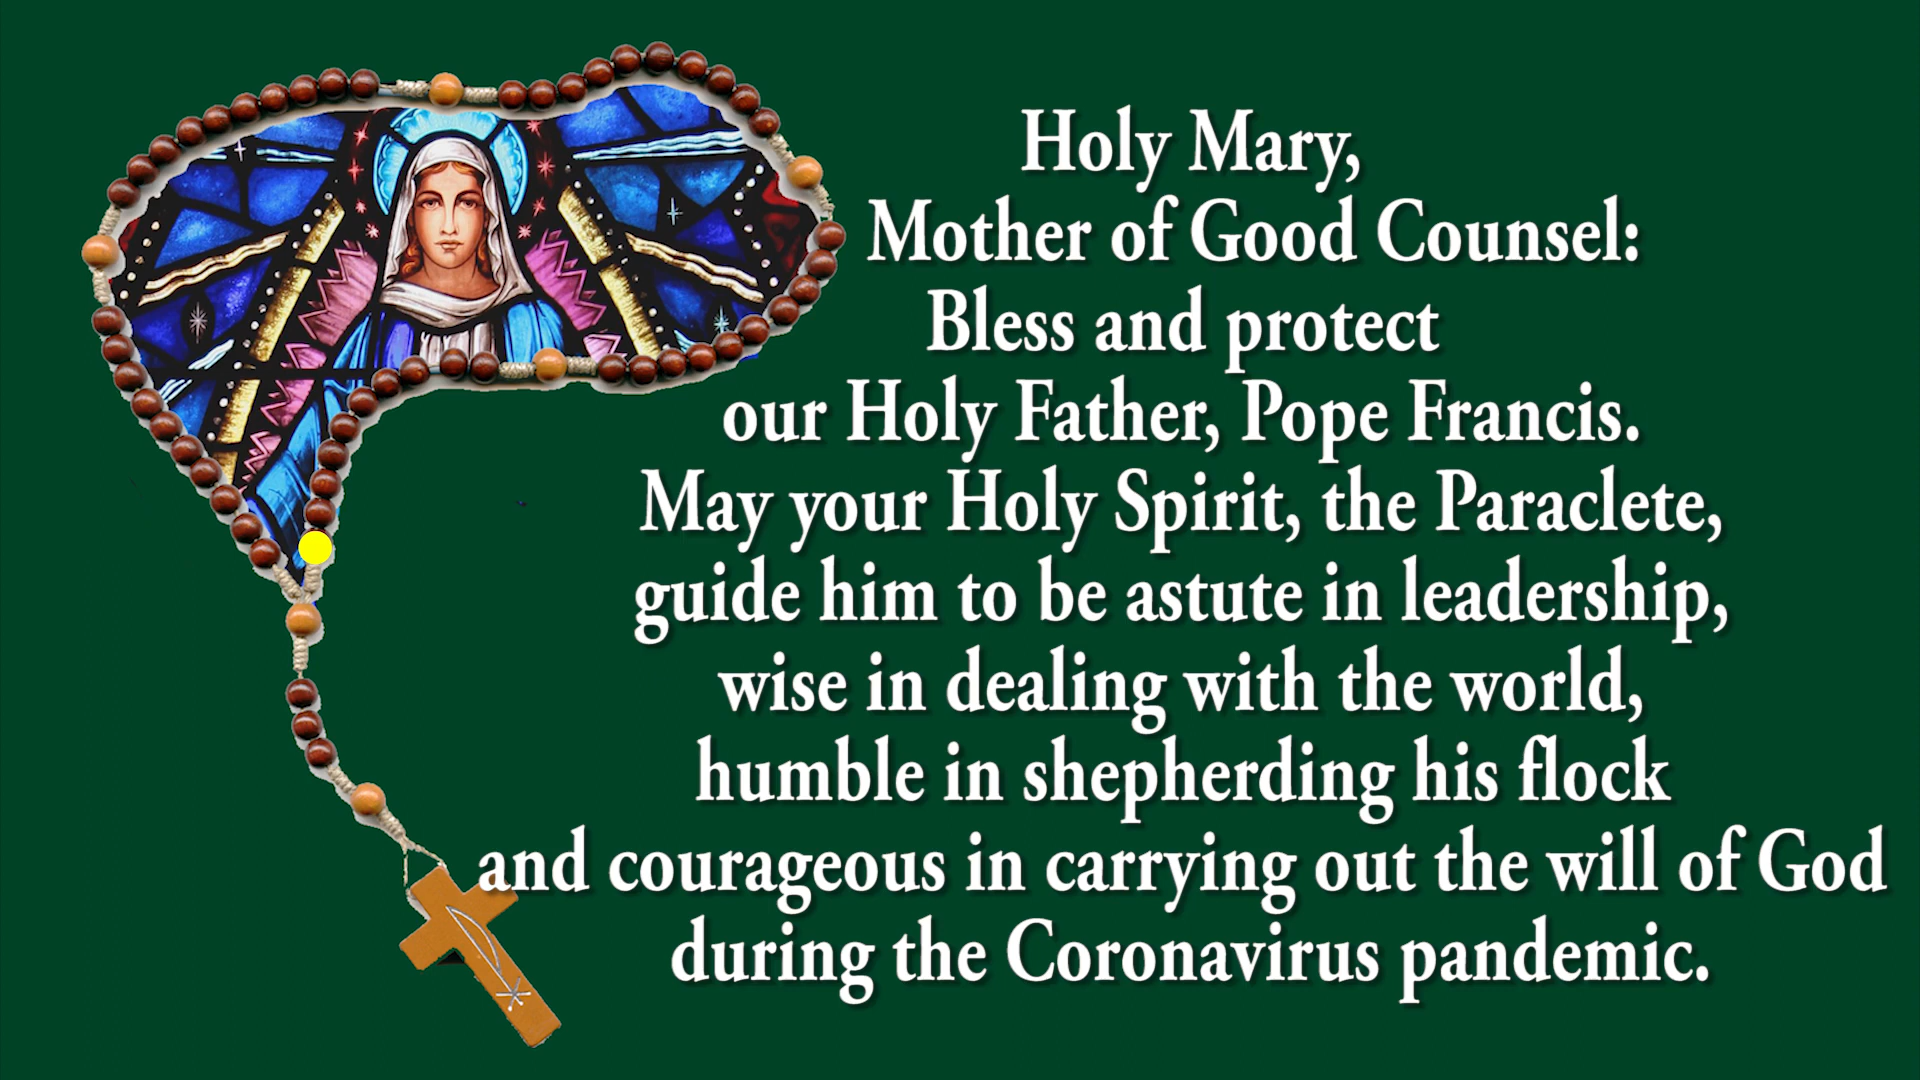 Holy Mary,
Mother of Good Counsel:
Bless and protect
our Holy Father, Pope Francis.
May your Holy Spirit, the Paraclete,
guide him to be astute in leadership,
wise in dealing with the world,
humble in shepherding his flock
and courageous in carrying out the will of God
during the Coronavirus pandemic.